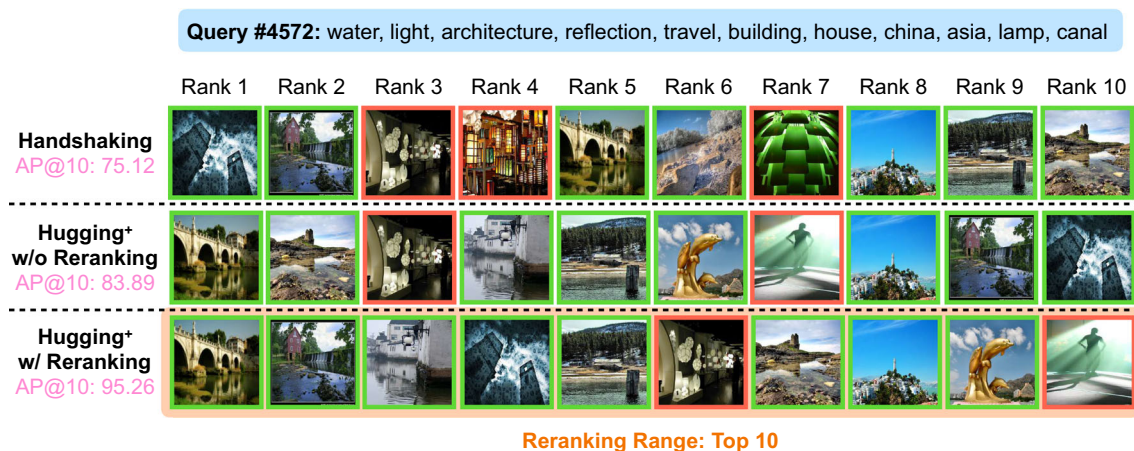 Query #4572: water, light, architecture, reflection, travel, building, house, china, asia, lamp, canal
Rank 1 Rank 2 Rank 3 Rank 4 Rank 5 Rank 6 Rank 7 Rank 8 Rank 9 Rank 10
Handshaking
AP@10: 75.12
Hugging⁺
w/o Reranking
AP@10: 83.89
Hugging⁺
w/ Reranking
AP@10: 95.26
Reranking Range: Top 10